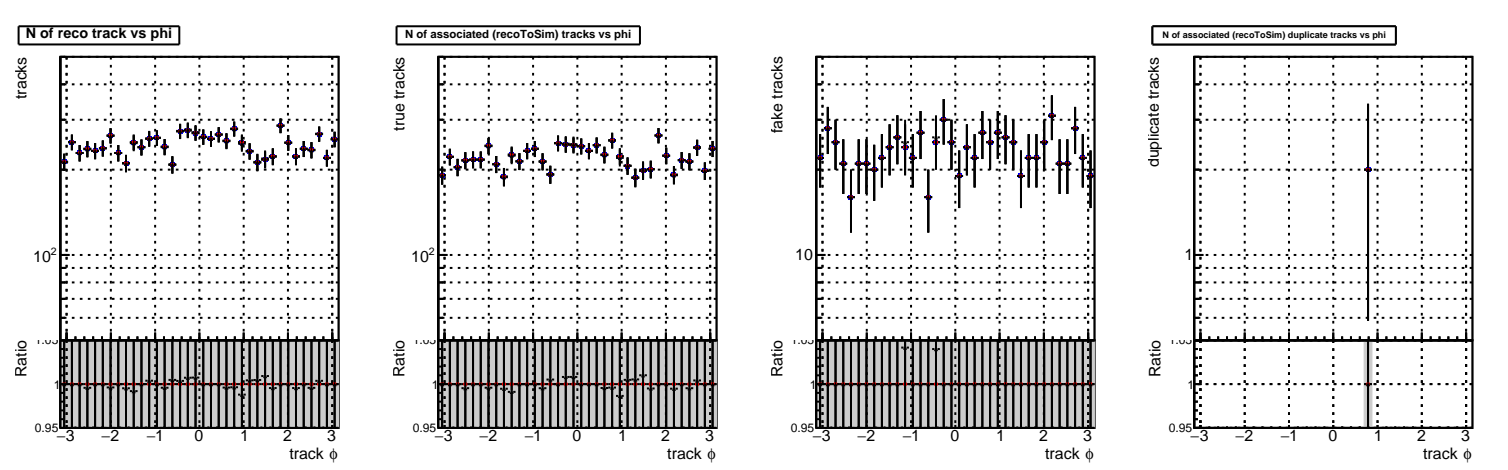 N of reco track vs phi
tracks
10²
Ratio
1
0.95
−3 −2 −1 0 1 2 3
track ϕ
N of associated (recoToSim) tracks vs phi
true tracks
10²
Ratio
1
0.95
−3 −2 −1 0 1 2 3
track ϕ
fake tracks
10
Ratio
1
0.95
−3 −2 −1 0 1 2 3
track ϕ
N of associated (recoToSim) duplicate tracks vs phi
duplicate tracks
1
Ratio
1
0.95
−3 −2 −1 0 1 2 3
track ϕ